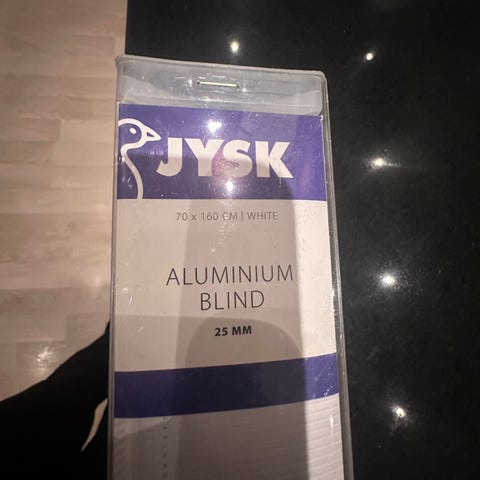 JYSK
70 x 160 CM | WHITE
ALUMINIUM
BLIND
25 MM